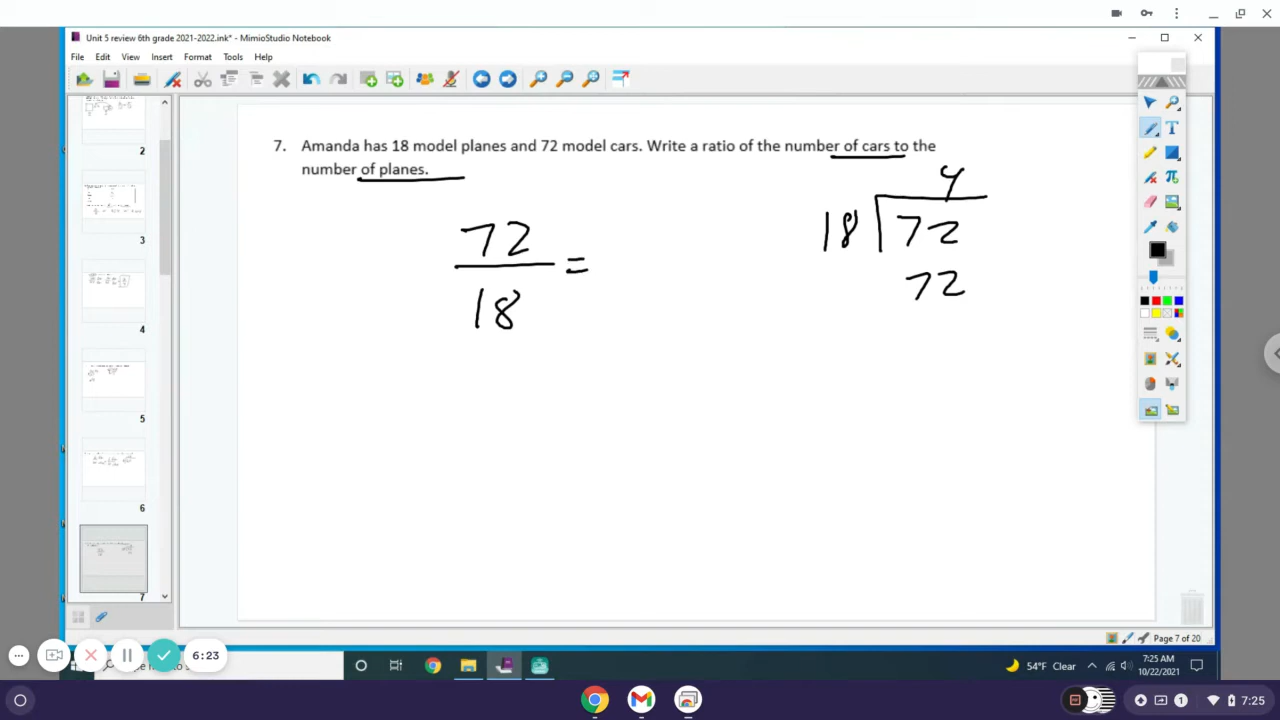 Unit 5 review 6th grade 2021-2022.ink* - MimioStudio Notebook
File Edit View Insert Format Tools Help
7. Amanda has 18 model planes and 72 model cars. Write a ratio of the number of cars to the
number of planes.
4
18 72
72
72
=
18
2
3
4
5
6
7
Page 7 of 20
6:23
54°F Clear
7:25 AM
10/22/2021
1
7:25